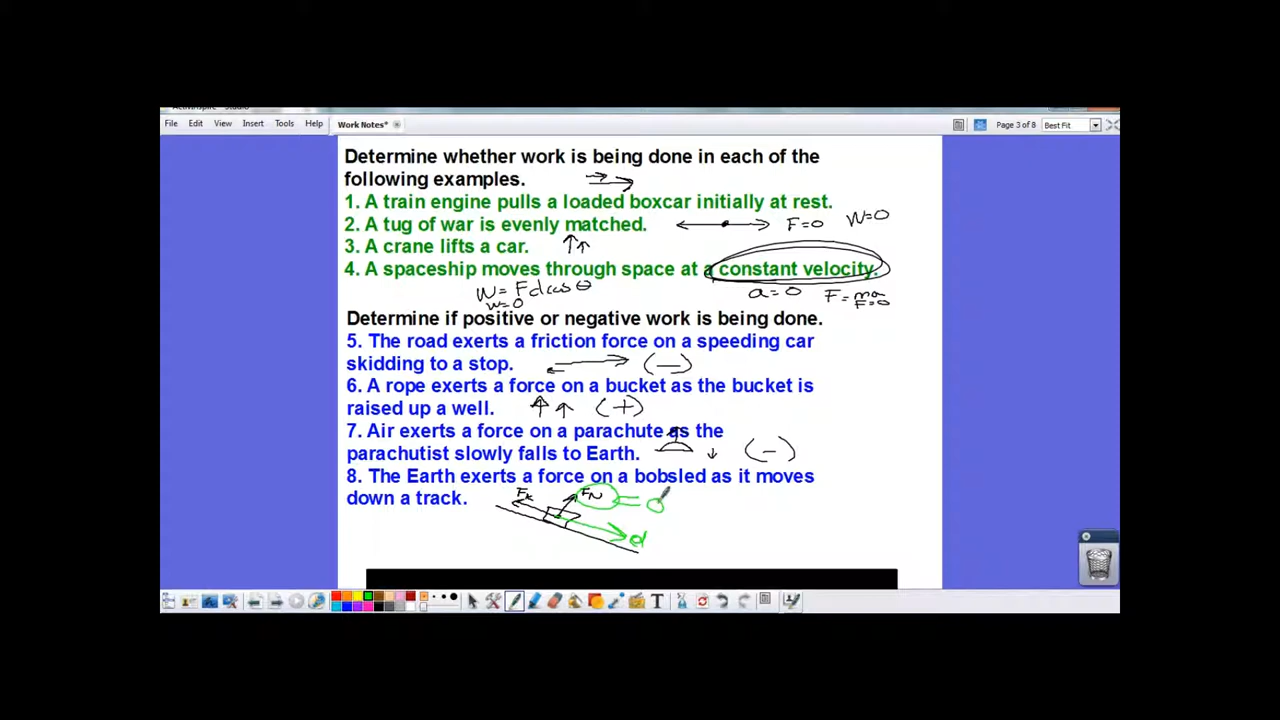 File Edit View Insert Tools Help Work Notes* Page 3 of 8 Best Fit
Determine whether work is being done in each of the
following examples.
1. A train engine pulls a loaded boxcar initially at rest.
2. A tug of war is evenly matched. F=0 W=0
3. A crane lifts a car.
4. A spaceship moves through space at a constant velocity.
W=Fdcosθ a=0 F=ma
W=0 F=0
Determine if positive or negative work is being done.
5. The road exerts a friction force on a speeding car
skidding to a stop. (-)
6. A rope exerts a force on a bucket as the bucket is
raised up a well. (+)
7. Air exerts a force on a parachute as the
parachutist slowly falls to Earth. (-)
8. The Earth exerts a force on a bobsled as it moves
down a track. Fk FN = 0
d